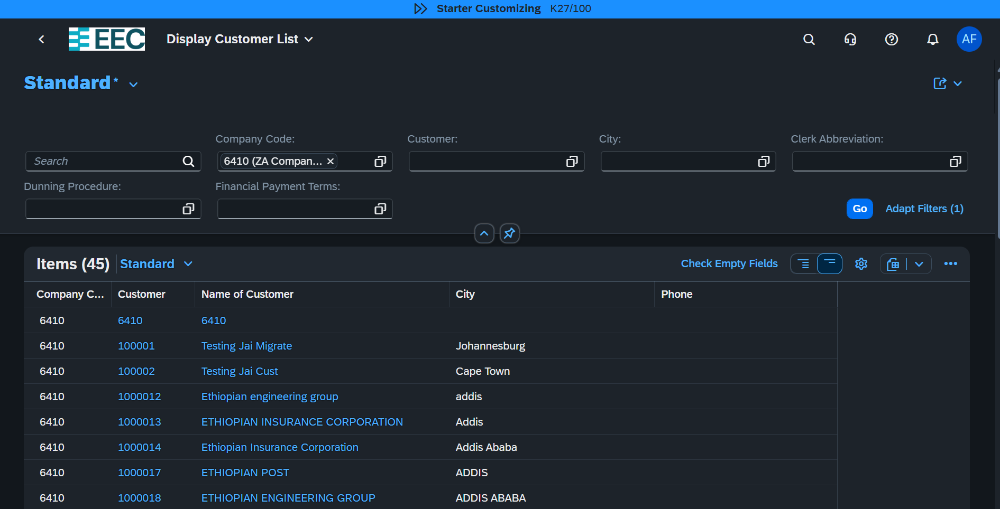 Starter Customizing K27/100
EEC Display Customer List AF
Standard *
Company Code: Customer: City: Clerk Abbreviation:
Search 6410 (ZA Compan...
Dunning Procedure: Financial Payment Terms:
Go Adapt Filters (1)
Items (45) Standard Check Empty Fields
Company C... Customer Name of Customer City Phone
6410 6410 6410
6410 100001 Testing Jai Migrate Johannesburg
6410 100002 Testing Jai Cust Cape Town
6410 1000012 Ethiopian engineering group addis
6410 1000013 ETHIOPIAN INSURANCE CORPORATION Addis
6410 1000014 Ethiopian Insurance Corporation Addis Ababa
6410 1000017 ETHIOPIAN POST ADDIS
6410 1000018 ETHIOPIAN ENGINEERING GROUP ADDIS ABABA